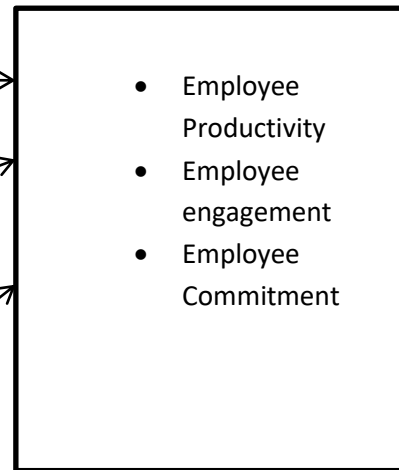 • Employee
Productivity
• Employee
engagement
• Employee
Commitment